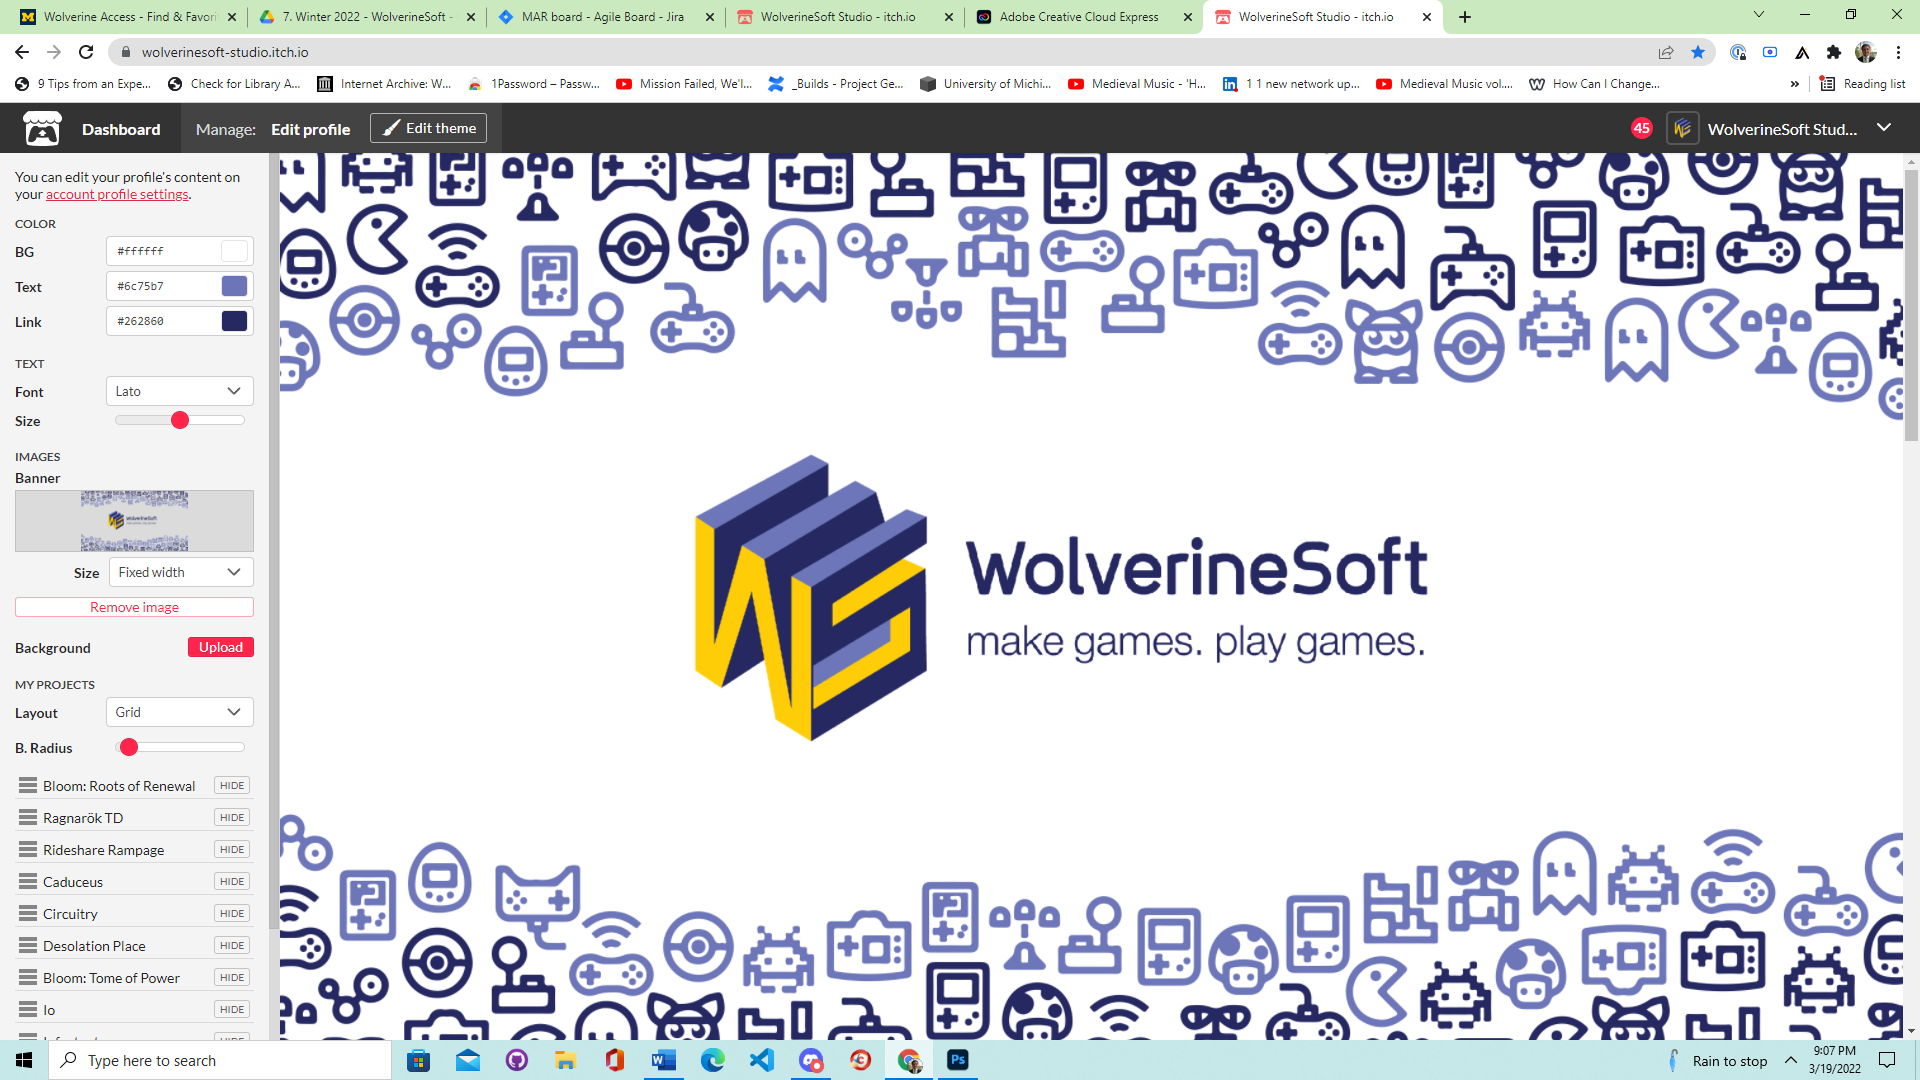 Wolverine Access - Find & Favori
7. Winter 2022 - WolverineSoft -
MAR board - Agile Board - Jira
WolverineSoft Studio - itch.io
Adobe Creative Cloud Express
WolverineSoft Studio - itch.io
wolverinesoft-studio.itch.io
9 Tips from an Expe...
Check for Library A...
Internet Archive: W...
1Password – Passw...
Mission Failed, We'l...
_Builds - Project Ge...
University of Michi...
Medieval Music - 'H...
1 1 new network up...
Medieval Music vol....
How Can I Change...
»
Reading list
Dashboard
Manage:
Edit profile
Edit theme
45
WolverineSoft Stud...
You can edit your profile's content on
your account profile settings.
COLOR
BG
#ffffff
Text
#6c75b7
Link
#262860
TEXT
Font
Lato
Size
IMAGES
Banner
WolverineSoft
Size
Fixed width
Remove image
Background
Upload
MY PROJECTS
Layout
Grid
B. Radius
Bloom: Roots of Renewal
HIDE
Ragnarök TD
HIDE
Rideshare Rampage
HIDE
Caduceus
HIDE
Circuitry
HIDE
Desolation Place
HIDE
Bloom: Tome of Power
HIDE
Io
HIDE
WolverineSoft
make games. play games.
Type here to search
Rain to stop
9:07 PM
3/19/2022